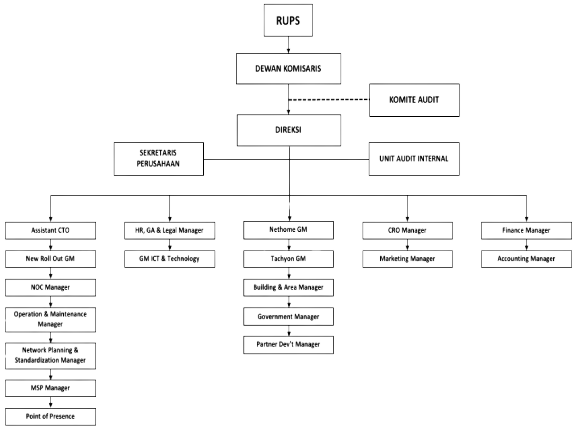 RUPS
DEWAN KOMISARIS
KOMITE AUDIT
DIREKSI
SEKRETARIS
PERUSAHAAN
UNIT AUDIT INTERNAL
Assistant CTO
HR, GA & Legal Manager
Nethome GM
CRO Manager
Finance Manager
New Roll Out GM
GM ICT & Technology
Tachyon GM
Marketing Manager
Accounting Manager
NOC Manager
Building & Area Manager
Operation & Maintenance
Manager
Government Manager
Network Planning &
Standardization Manager
Partner Dev't Manager
MSP Manager
Point of Presence